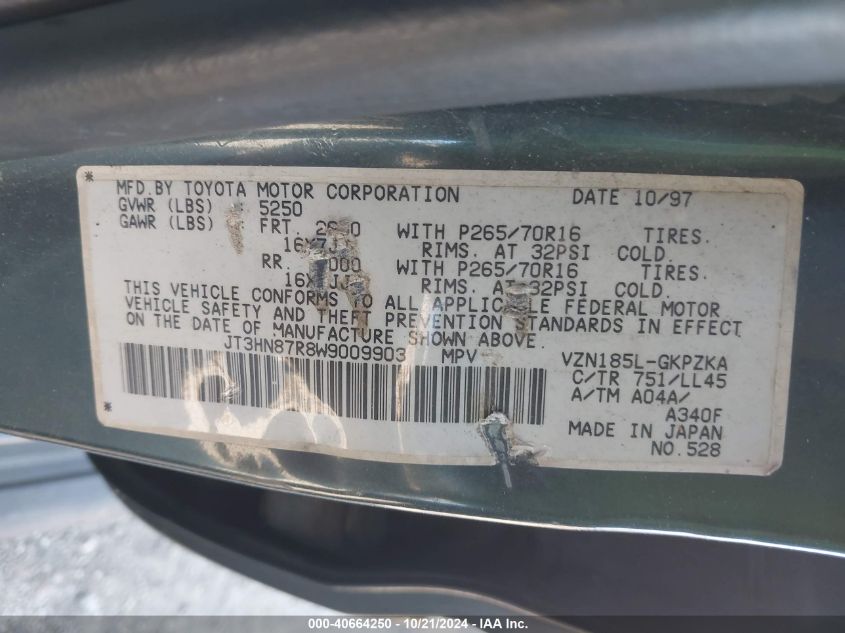 MFD.BY TOYOTA MOTOR CORPORATION DATE 10/97
GVWR (LBS) 5250
GAWR (LBS) FRT. WITH P265/70R16 TIRES.
RIMS. AT 32PSI COLD.
RR. WITH P265/70R16 TIRES.
RIMS. AT 32PSI COLD.
THIS VEHICLE CONFORMS TO ALL FEDERAL MOTOR
VEHICLE SAFETY AND THEFT PREVENTION STANDARDS IN EFFECT
ON THE DATE OF MANUFACTURE SHOWN ABOVE.
JT3HN87R8W9009903 MPV VZN185L-GKPZKA
C/TR 751/LL45
A/TM A04A/
A340F
MADE IN JAPAN
NO.528
000-40664250 - 10/21/2024 - IAA Inc.